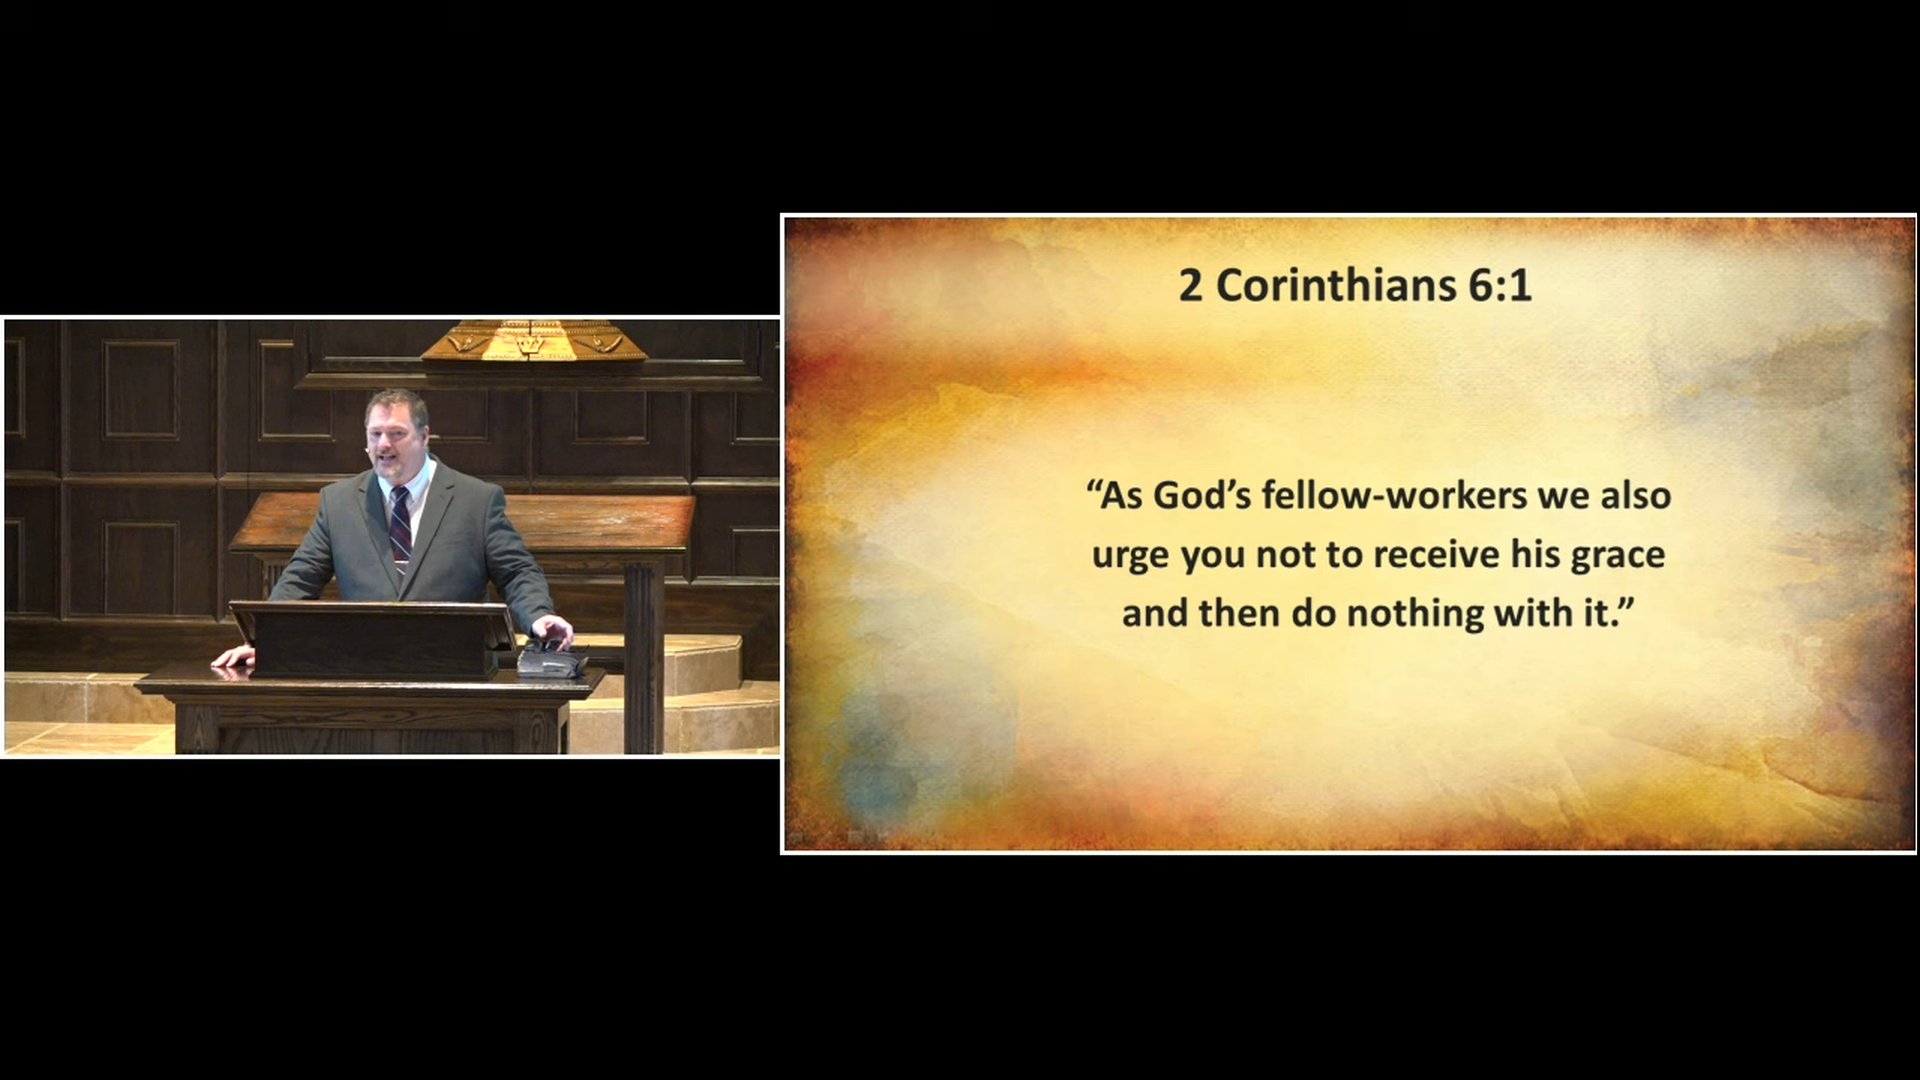 2 Corinthians 6:1
“As God’s fellow-workers we also
urge you not to receive his grace
and then do nothing with it.”